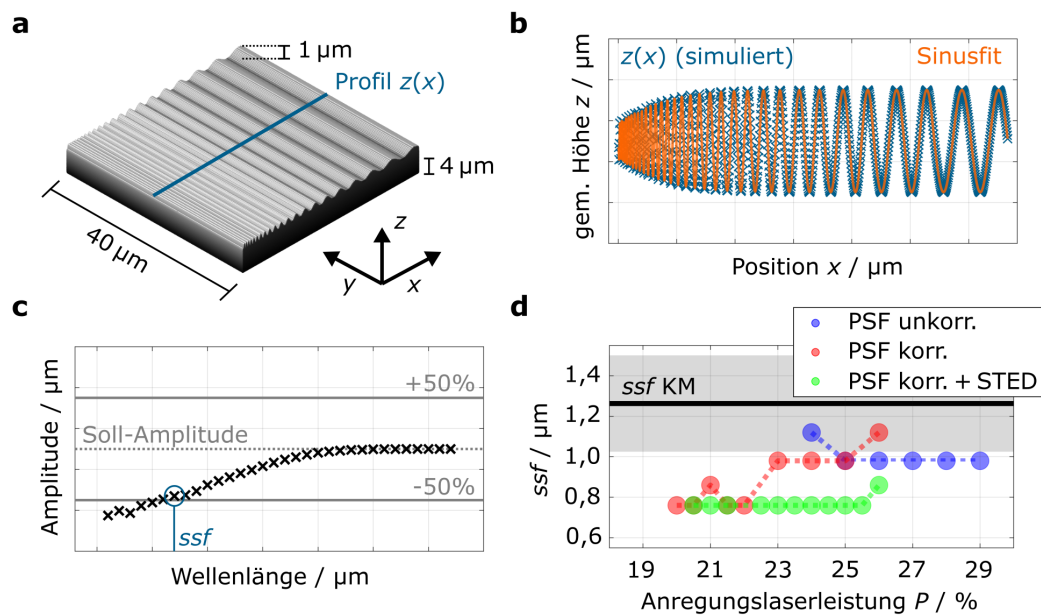 a
1 μm
Profil z(x)
4 μm
40 μm
z
y
x
b
z(x) (simuliert)
Sinusfit
gem. Höhe z / μm
Position x / μm
c
Amplitude / μm
+50%
Soll-Amplitude
-50%
ssf
Wellenlänge / μm
d
PSF unkorr.
PSF korr.
PSF korr. + STED
ssf KM
ssf / μm
1,4
1,2
1,0
0,8
0,6
19 21 23 25 26 27 29
Anregungslaserleistung P / %